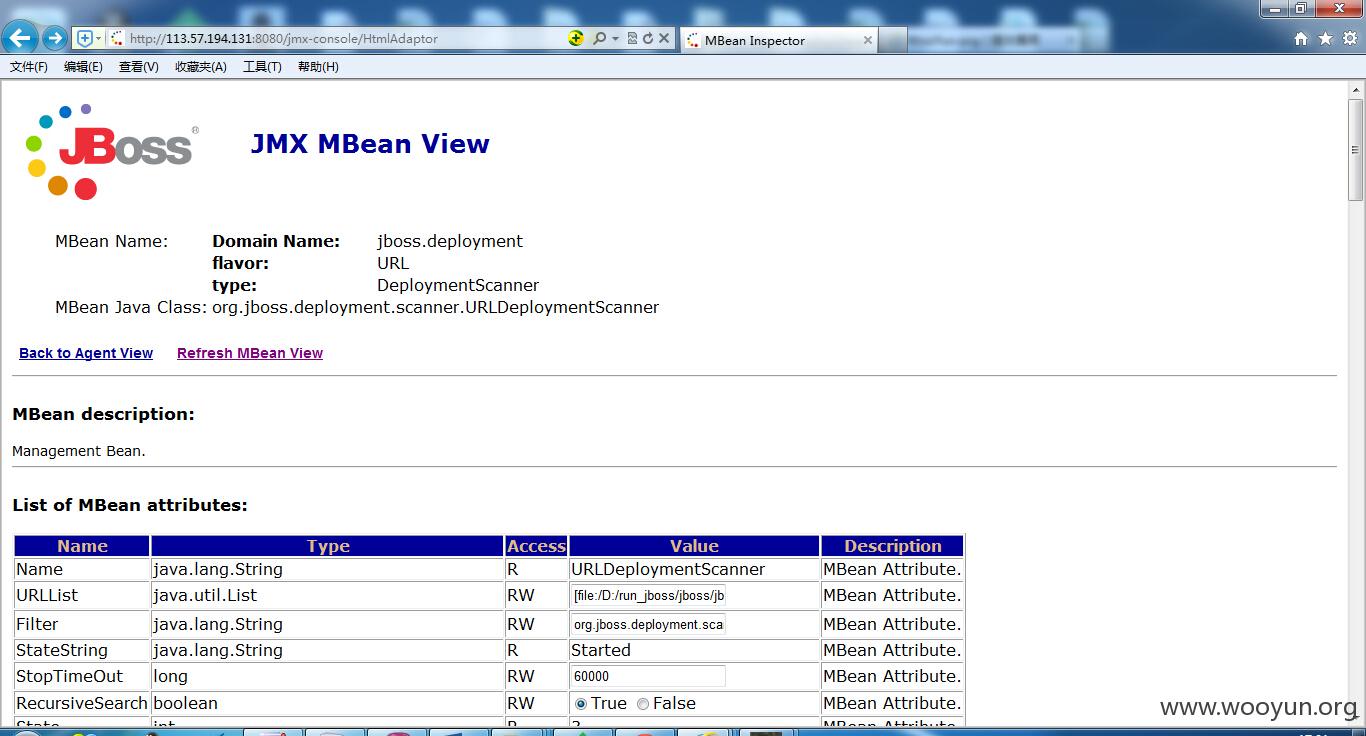 http://113.57.194.131:8080/jmx-console/HtmlAdaptor
MBean Inspector
文件(F) 编辑(E) 查看(V) 收藏夹(A) 工具(T) 帮助(H)
JBoss®
JMX MBean View
MBean Name: Domain Name: jboss.deployment
flavor: URL
type: DeploymentScanner
MBean Java Class: org.jboss.deployment.scanner.URLDeploymentScanner
Back to Agent View Refresh MBean View
MBean description:
Management Bean.
List of MBean attributes:
Name Type Access Value Description
Name java.lang.String R URLDeploymentScanner MBean Attribute.
URLList java.util.List RW [file:/D:/run_jboss/jboss/jb MBean Attribute.
Filter java.lang.String RW org.jboss.deployment.sca MBean Attribute.
StateString java.lang.String R Started MBean Attribute.
StopTimeOut long RW 60000 MBean Attribute.
RecursiveSearch boolean RW True False MBean Attribute.
State int R 3 MBean Attribute.
www.wooyun.org